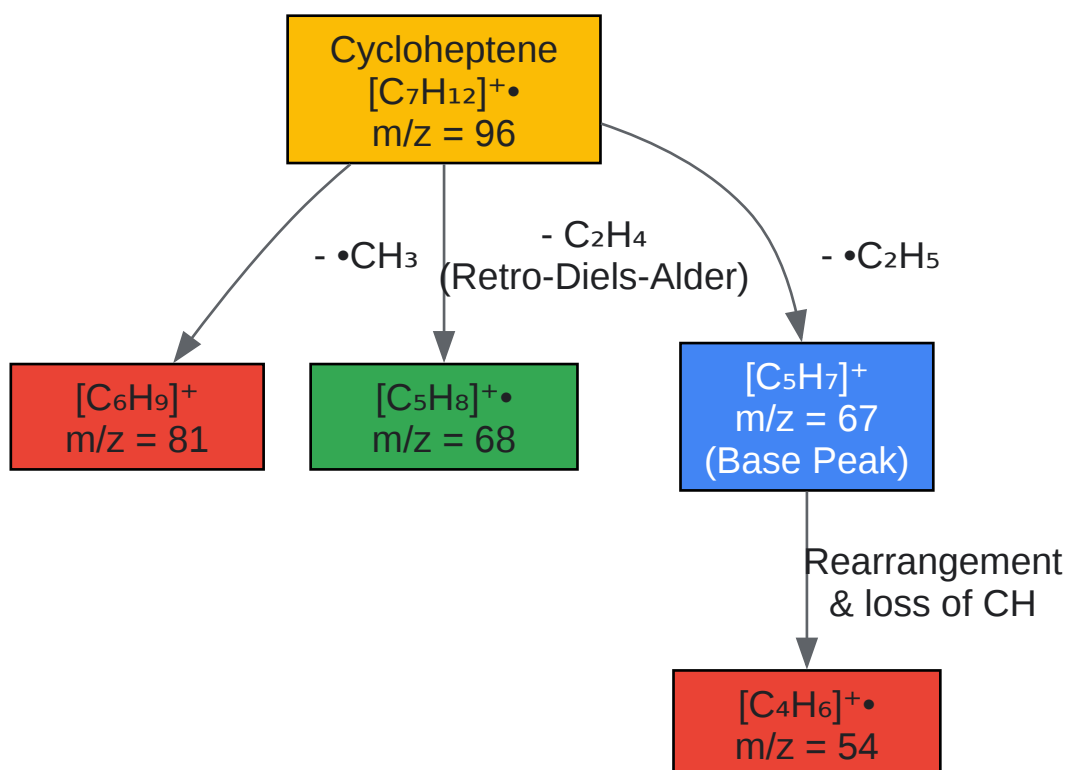 Cycloheptene
[C₇H₁₂]⁺•
m/z = 96
- •CH₃
- C₂H₄
(Retro-Diels-Alder)
- •C₂H₅
[C₆H₉]⁺
m/z = 81
[C₅H₈]⁺•
m/z = 68
[C₅H₇]⁺
m/z = 67
(Base Peak)
Rearrangement
& loss of CH
[C₄H₆]⁺•
m/z = 54